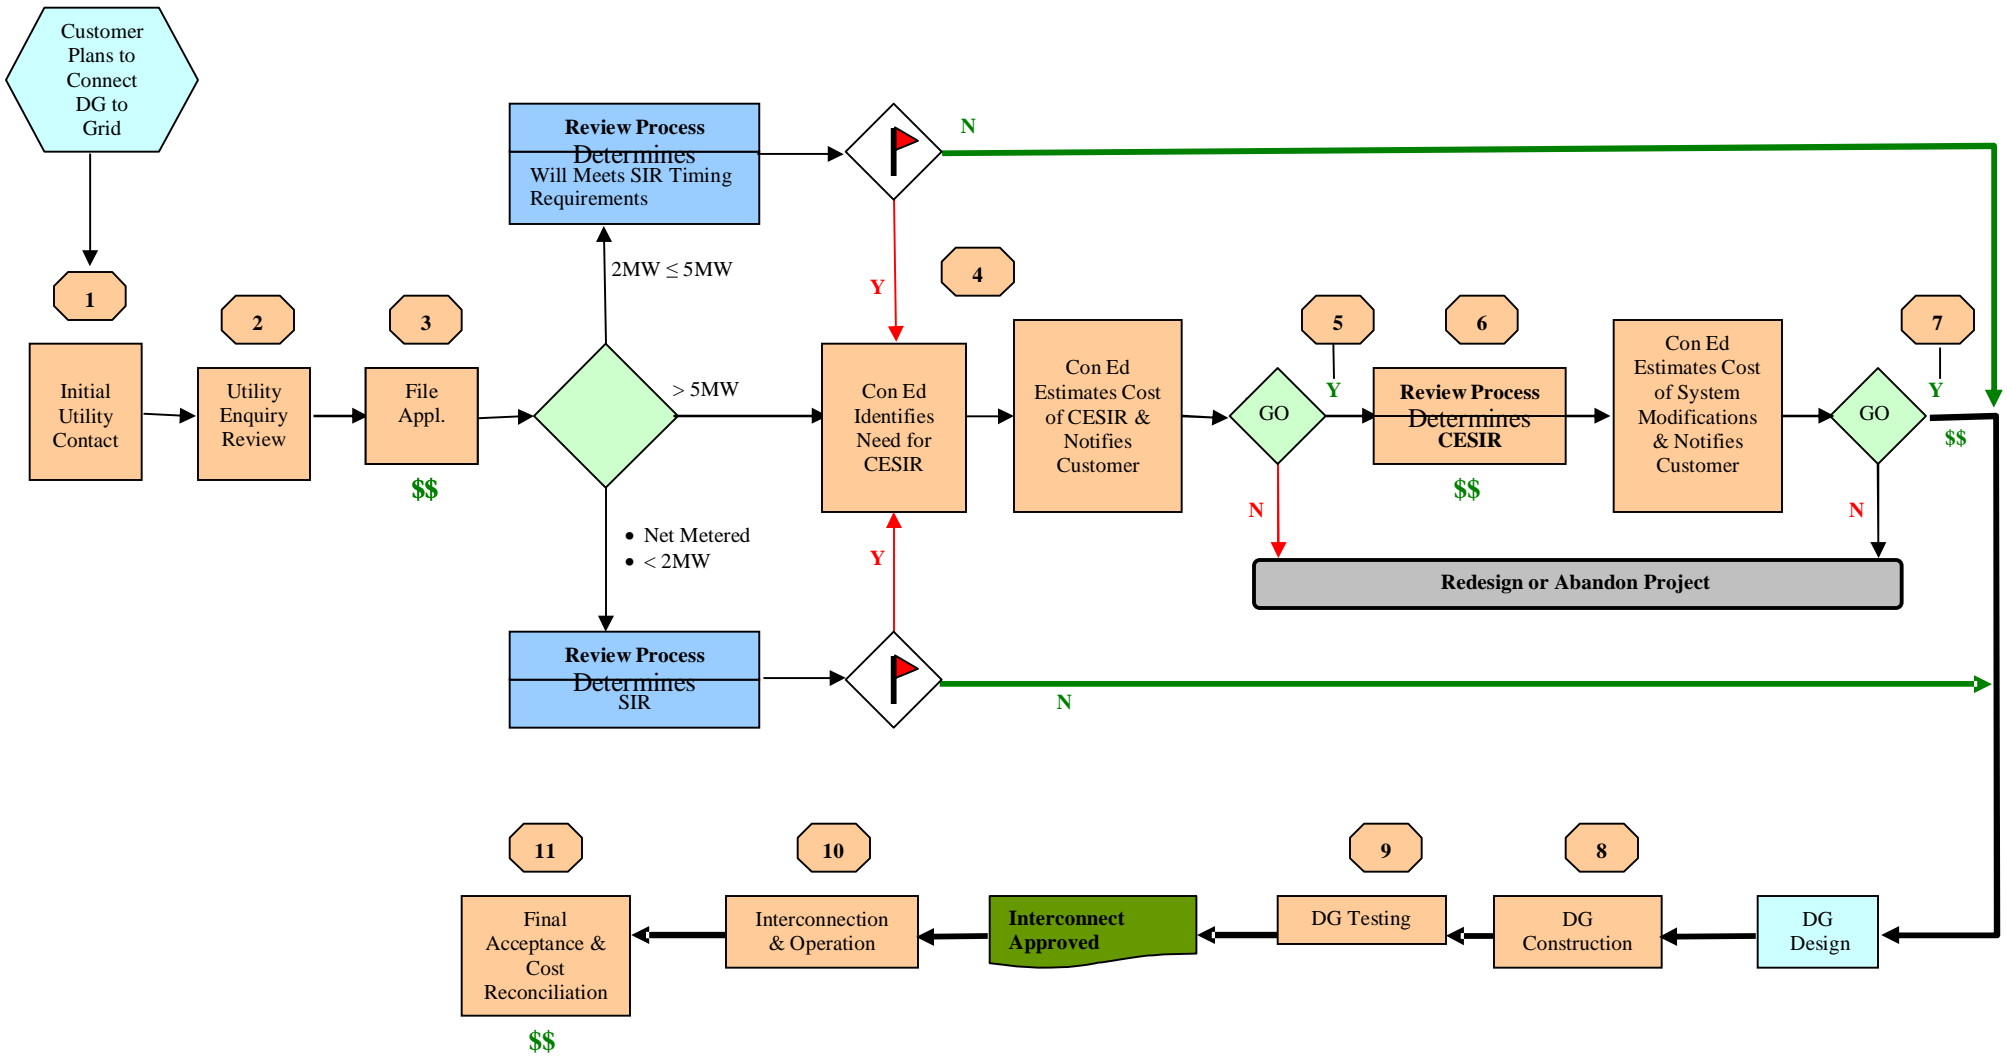 Customer
Plans to
Connect
DG to
Grid
1
Initial
Utility
Contact
2
Utility
Enquiry
Review
3
File
Appl.
$$
2MW ≤ 5MW
> 5MW
• Net Metered
• < 2MW
Review Process
Determines
Will Meets SIR Timing
Requirements
N
Y
Review Process
Determines
SIR
Y
N
4
Con Ed
Identifies
Need for
CESIR
Con Ed
Estimates Cost
of CESIR &
Notifies
Customer
5
GO
Y
N
6
Review Process
Determines
CESIR
$$
Con Ed
Estimates Cost
of System
Modifications
& Notifies
Customer
7
GO
Y
$$
N
Redesign or Abandon Project
DG
Design
8
DG
Construction
9
DG Testing
Interconnect
Approved
10
Interconnection
& Operation
11
Final
Acceptance &
Cost
Reconciliation
$$